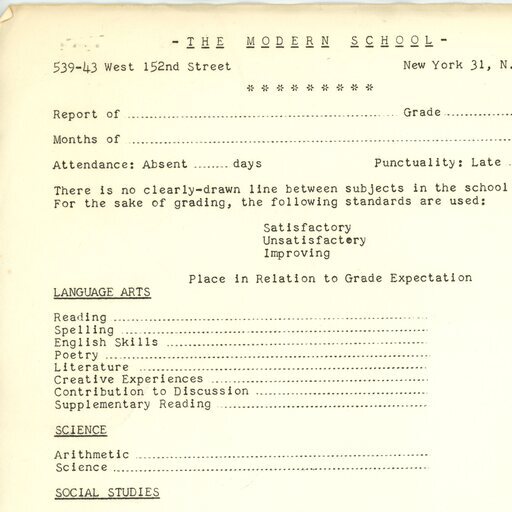 - THE MODERN SCHOOL -
539-43 West 152nd Street New York 31, N.
* * * * * * * * *
Report of ........ Grade ........
Months of ........
Attendance: Absent ........ days Punctuality: Late ..
There is no clearly-drawn line between subjects in the school
For the sake of grading, the following standards are used:
Satisfactory
Unsatisfactory
Improving
Place in Relation to Grade Expectation
LANGUAGE ARTS
Reading ........
Spelling ........
English Skills ........
Poetry ........
Literature ........
Creative Experiences ........
Contribution to Discussion ........
Supplementary Reading ........
SCIENCE
Arithmetic ........
Science ........
SOCIAL STUDIES